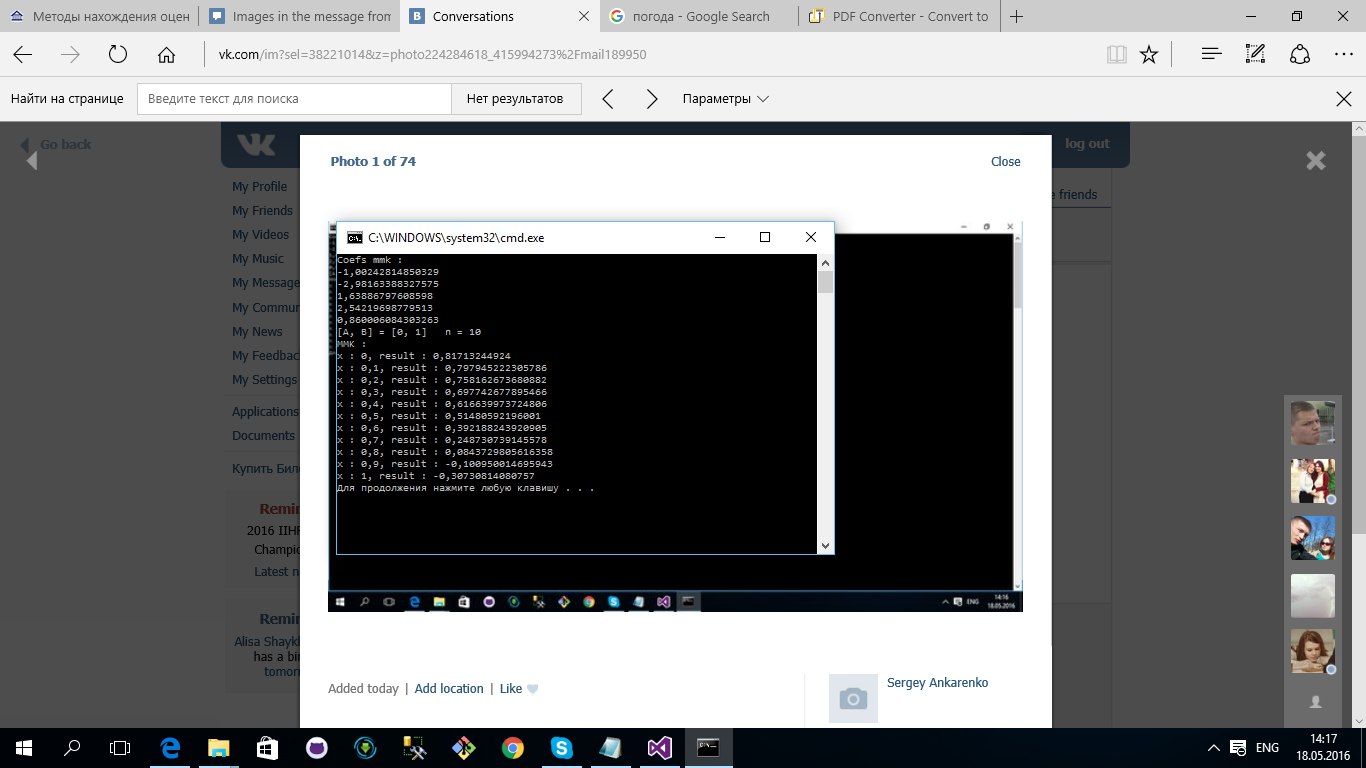 Методы нахождения оцен
Images in the message from
Conversations
погода - Google Search
PDF Converter - Convert to
vk.com/im?sel=38221014&z=photo224284618_415994273%2Fmail189950
Найти на странице
Введите текст для поиска
Нет результатов
Параметры
Go back
log out
Photo 1 of 74
Close
My Profile
My Friends
My Videos
My Music
My Message
My Commun
My News
My Feedbac
My Settings
Applications
Documents
Купить Бил
Remin
2016 IIH
Champi
Latest n
Remin
Alisa Shaykh
has a bir
tomor
e friends
C:\WINDOWS\system32\cmd.exe
Coefs mmk :
-1,00242814850329
-2,98163388327575
1,63886797608598
2,54219698779513
0,860006084303263
[A, B] = [0, 1] n = 10
MMK :
x : 0, result : 0,81713244924
x : 0,1, result : 0,797945222305786
x : 0,2, result : 0,758162673680882
x : 0,3, result : 0,697742677895466
x : 0,4, result : 0,616639973724806
x : 0,5, result : 0,51480592196001
x : 0,6, result : 0,392188243920905
x : 0,7, result : 0,248730739145578
x : 0,8, result : 0,0843729805616358
x : 0,9, result : -0,100950014695943
x : 1, result : -0,30730814080757
Для продолжения нажмите любую клавишу . . .
ENG
14:16
18.05.2016
Added today | Add location | Like
Sergey Ankarenko
ENG
14:17
18.05.2016